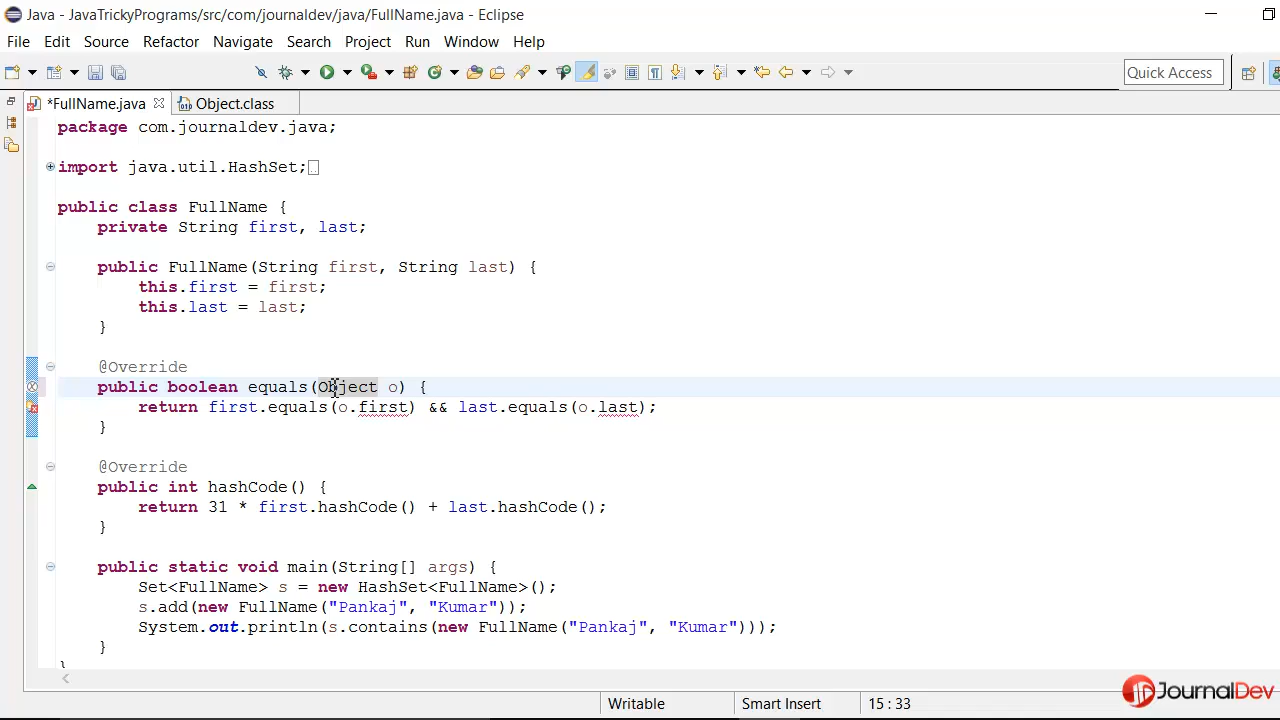 Java - JavaTrickyPrograms/src/com/journaldev/java/FullName.java - Eclipse
File Edit Source Refactor Navigate Search Project Run Window Help
Quick Access
*FullName.java Object.class
package com.journaldev.java;
import java.util.HashSet;
public class FullName {
private String first, last;
public FullName(String first, String last) {
this.first = first;
this.last = last;
}
@Override
public boolean equals(Object o) {
return first.equals(o.first) && last.equals(o.last);
}
@Override
public int hashCode() {
return 31 * first.hashCode() + last.hashCode();
}
public static void main(String[] args) {
Set<FullName> s = new HashSet<FullName>();
s.add(new FullName("Pankaj", "Kumar"));
System.out.println(s.contains(new FullName("Pankaj", "Kumar")));
}
}
Writable Smart Insert 15 : 33
JournalDev